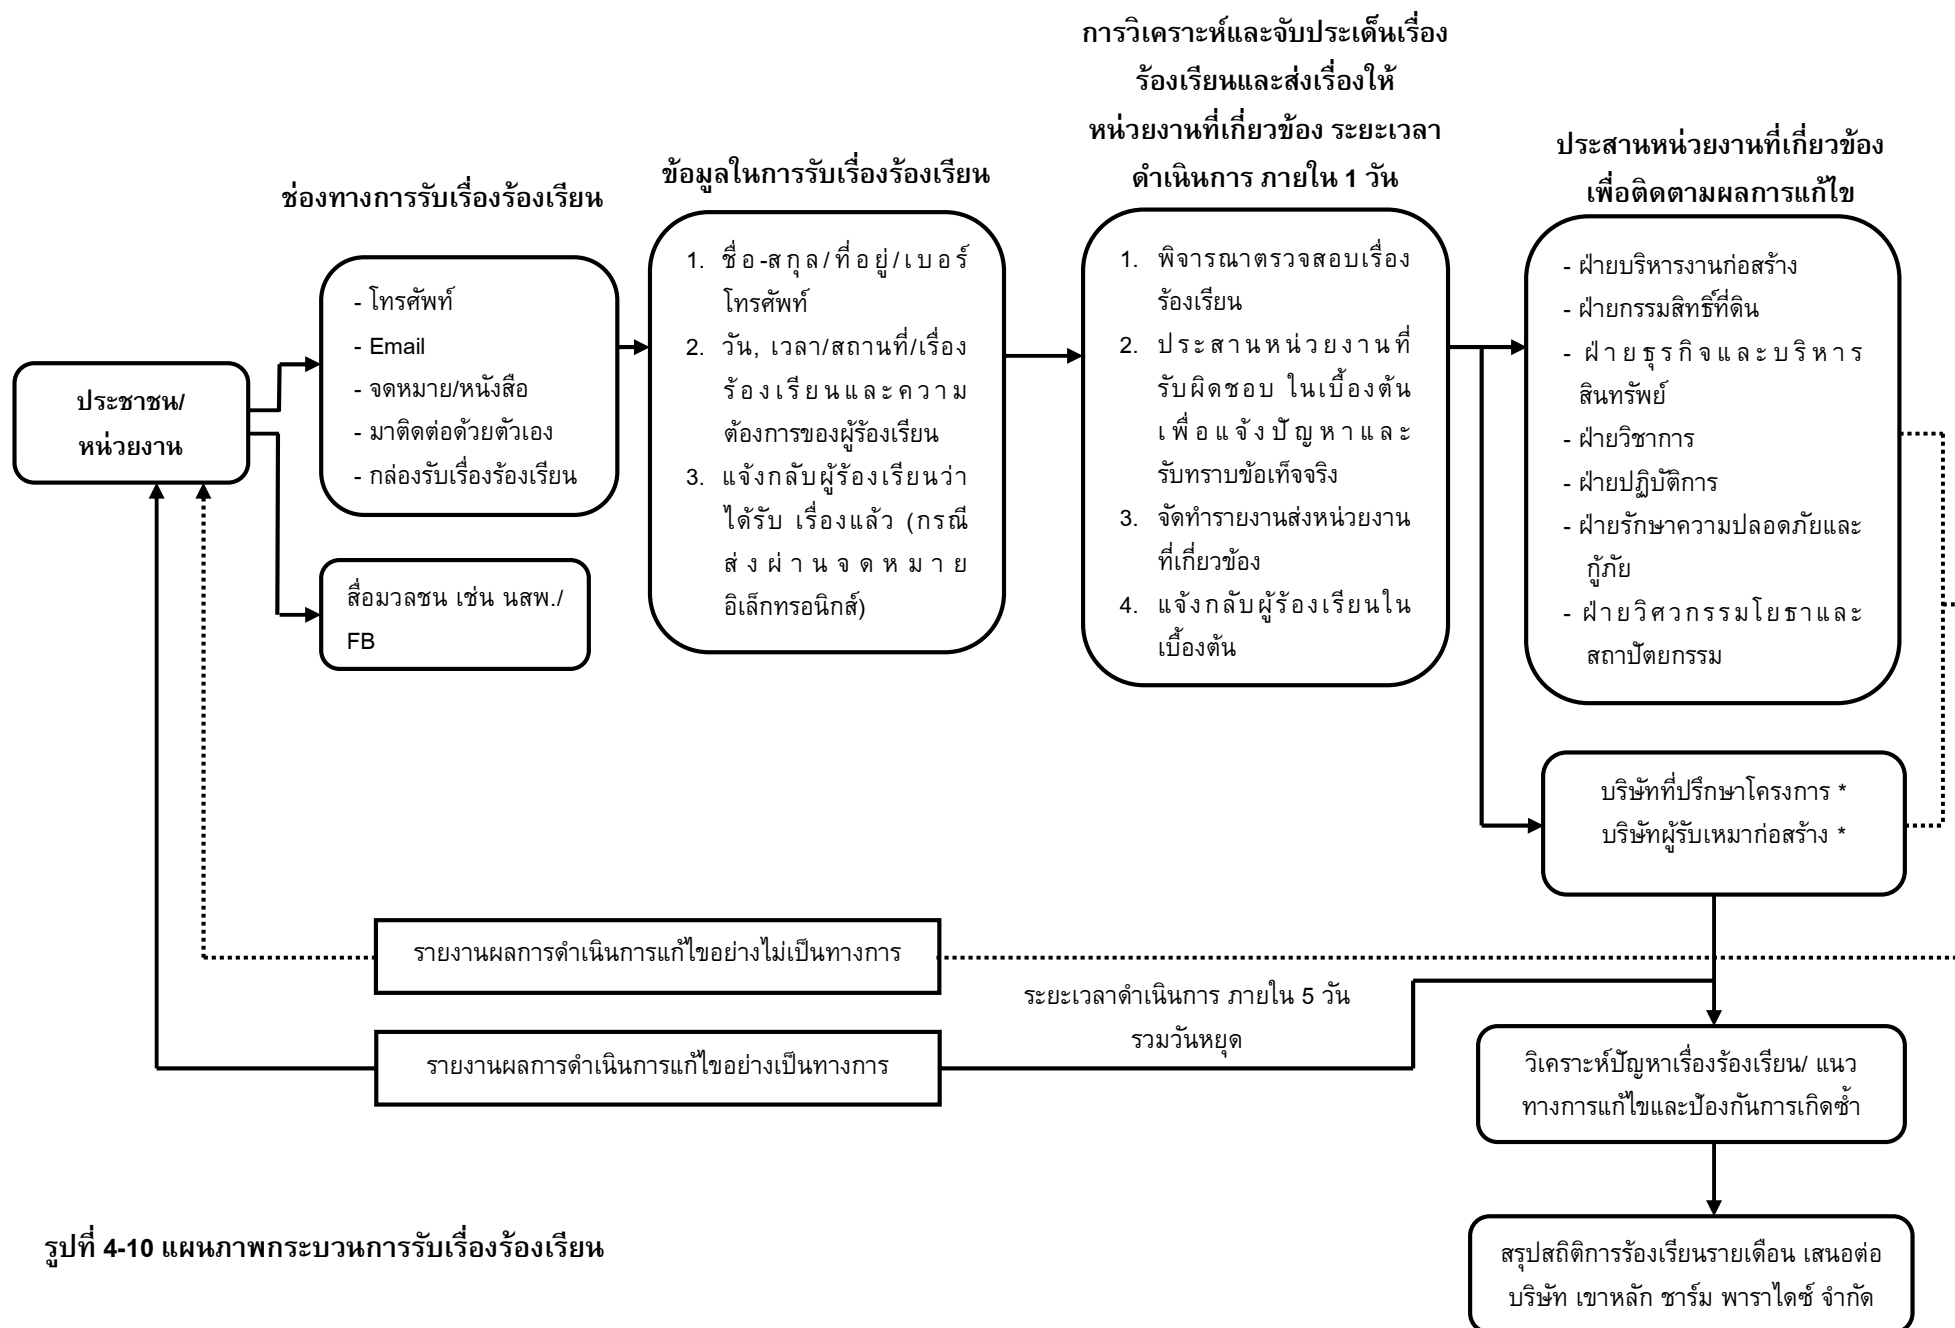 การวิเคราะห์และจับประเด็นเรื่อง
ร้องเรียนและส่งเรื่องให้
หน่วยงานที่เกี่ยวข้อง ระยะเวลา
ดำเนินการ ภายใน 1 วัน
ประสานหน่วยงานที่เกี่ยวข้อง
เพื่อติดตามผลการแก้ไข
ข้อมูลในการรับเรื่องร้องเรียน
ช่องทางการรับเรื่องร้องเรียน
ประชาชน/
หน่วยงาน
- โทรศัพท์
- Email
- จดหมาย/หนังสือ
- มาติดต่อด้วยตัวเอง
- กล่องรับเรื่องร้องเรียน
สื่อมวลชน เช่น นสพ./
FB
1. ชื่อ-สกุล/ที่อยู่/เบอร์
โทรศัพท์
2. วัน, เวลา/สถานที่/เรื่อง
ร้องเรียนและความ
ต้องการของผู้ร้องเรียน
3. แจ้งกลับผู้ร้องเรียนว่า
ได้รับ เรื่องแล้ว (กรณี
ส่งผ่านจดหมาย
อิเล็กทรอนิกส์)
1. พิจารณาตรวจสอบเรื่อง
ร้องเรียน
2. ประสานหน่วยงานที่
รับผิดชอบ ในเบื้องต้น
เพื่อแจ้งปัญหาและ
รับทราบข้อเท็จจริง
3. จัดทำรายงานส่งหน่วยงาน
ที่เกี่ยวข้อง
4. แจ้งกลับผู้ร้องเรียนใน
เบื้องต้น
- ฝ่ายบริหารงานก่อสร้าง
- ฝ่ายกรรมสิทธิ์ที่ดิน
- ฝ่ายธุรกิจและบริหาร
สินทรัพย์
- ฝ่ายวิชาการ
- ฝ่ายปฏิบัติการ
- ฝ่ายรักษาความปลอดภัยและ
กู้ภัย
- ฝ่ายวิศวกรรมโยธาและ
สถาปัตยกรรม
บริษัทที่ปรึกษาโครงการ *
บริษัทผู้รับเหมาก่อสร้าง *
รายงานผลการดำเนินการแก้ไขอย่างไม่เป็นทางการ
ระยะเวลาดำเนินการ ภายใน 5 วัน
รวมวันหยุด
รายงานผลการดำเนินการแก้ไขอย่างเป็นทางการ
วิเคราะห์ปัญหาเรื่องร้องเรียน/ แนว
ทางการแก้ไขและป้องกันการเกิดซ้ำ
สรุปสถิติการร้องเรียนรายเดือน เสนอต่อ
บริษัท เขาหลัก ชาร์ม พาราไดซ์ จำกัด
รูปที่ 4-10 แผนภาพกระบวนการรับเรื่องร้องเรียน